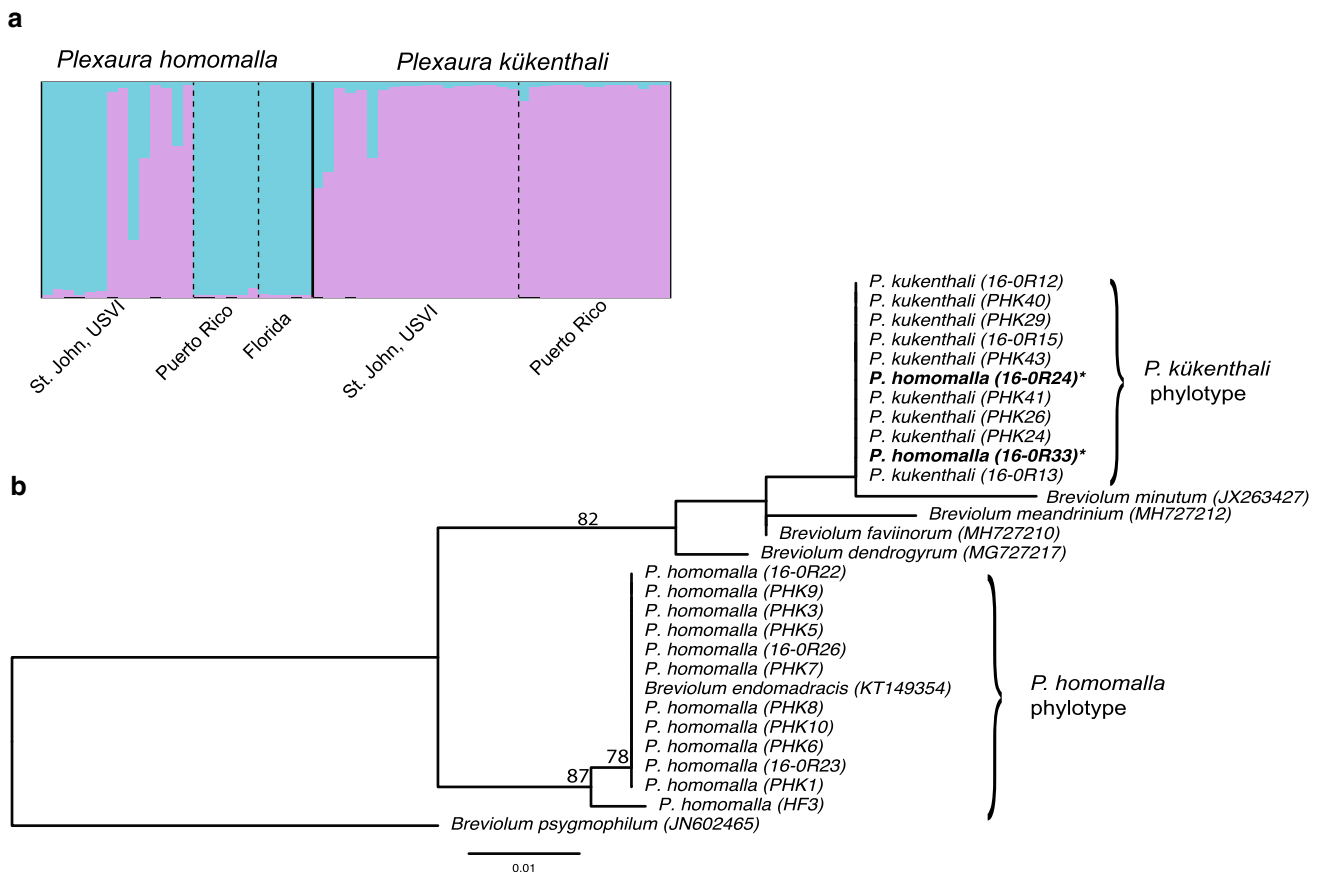 a
Plexaura homomalla
Plexaura kükenthali
St. John, USVI
Puerto Rico
Florida
St. John, USVI
Puerto Rico
b
P. kukenthali (16-0R12)
P. kukenthali (PHK40)
P. kukenthali (PHK29)
P. kukenthali (16-0R15)
P. kukenthali (PHK43)
P. homomalla (16-0R24)*
P. kukenthali (PHK41)
P. kukenthali (PHK26)
P. kukenthali (PHK24)
P. homomalla (16-0R33)*
P. kukenthali (16-0R13)
P. kükenthali
phylotype
Breviolum minutum (JX263427)
Breviolum meandrinium (MH727212)
Breviolum faviinorum (MH727210)
Breviolum dendrogyrum (MG727217)
82
P. homomalla (16-0R22)
P. homomalla (PHK9)
P. homomalla (PHK3)
P. homomalla (PHK5)
P. homomalla (16-0R26)
P. homomalla (PHK7)
Breviolum endomadracis (KT149354)
P. homomalla (PHK8)
P. homomalla (PHK10)
P. homomalla (PHK6)
P. homomalla (16-0R23)
P. homomalla (PHK1)
P. homomalla (HF3)
78
87
P. homomalla
phylotype
Breviolum psygmophilum (JN602465)
0.01